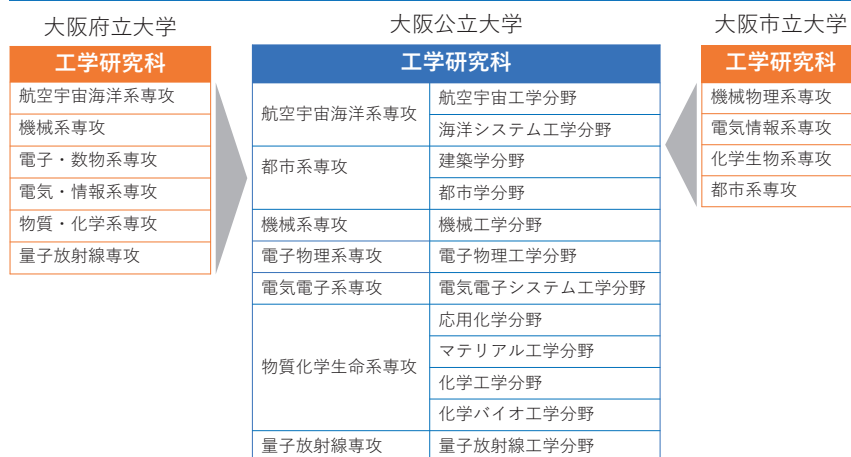 大阪府立大学
工学研究科
航空宇宙海洋系専攻
機械系専攻
電子・数物系専攻
電気・情報系専攻
物質・化学系専攻
量子放射線専攻
大阪公立大学
工学研究科
航空宇宙海洋系専攻
航空宇宙工学分野
海洋システム工学分野
都市系専攻
建築学分野
都市学分野
機械系専攻
機械工学分野
電子物理系専攻
電子物理工学分野
電気電子系専攻
電気電子システム工学分野
物質化学生命系専攻
応用化学分野
マテリアル工学分野
化学工学分野
化学バイオ工学分野
量子放射線専攻
量子放射線工学分野
大阪市立大学
工学研究科
機械物理系専攻
電気情報系専攻
化学生物系専攻
都市系専攻